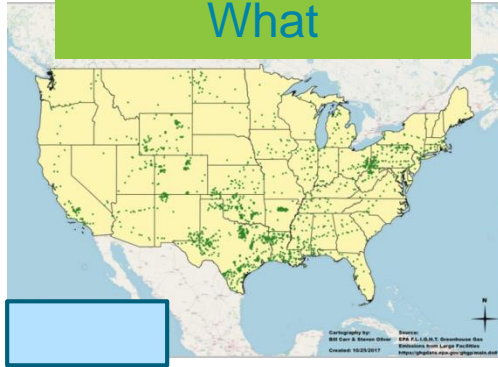 What
N
Cartography by:
Bill Carr & Steven Oliver
Created: 10/25/2017
Source:
EPA F.L.I.G.H.T. Greenhouse Gas
Emissions from Large Facilities
https://ghgdata.epa.gov/ghgp/main.do#